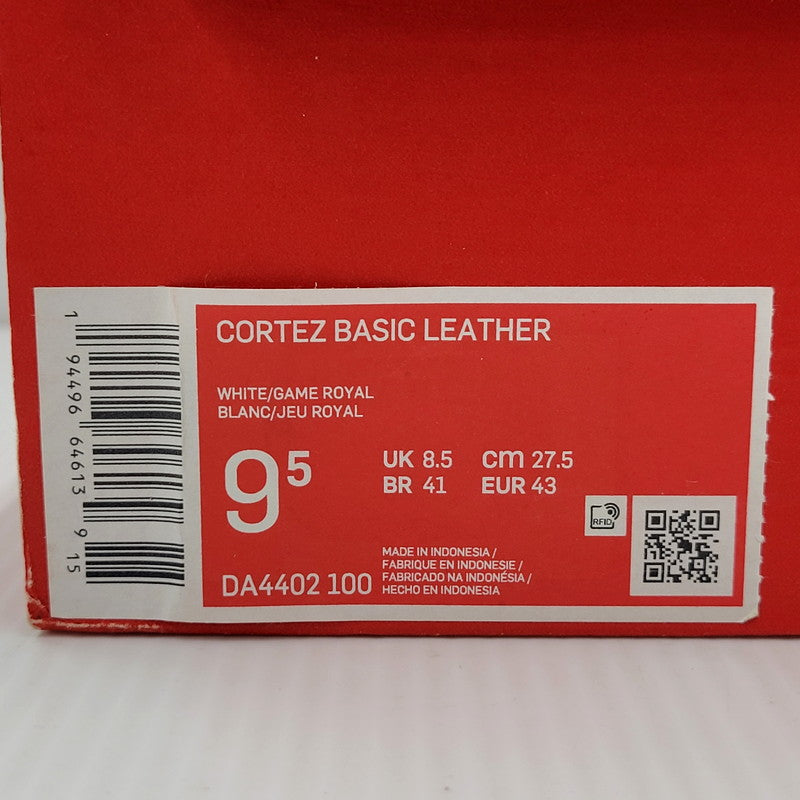 CORTEZ BASIC LEATHER
WHITE/GAME ROYAL
BLANC/JEU ROYAL
9⁵
UK 8.5 cm 27.5
BR 41 EUR 43
RFID
DA4402 100
MADE IN INDONESIA /
FABRIQUE EN INDONESIE /
FABRICADO NA INDONÉSIA /
HECHO EN INDONESIA
1 94496 64613 9 15